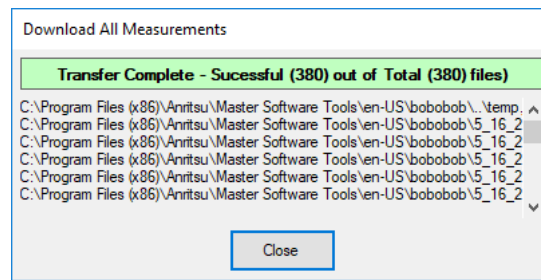 Download All Measurements
Transfer Complete - Sucessful (380) out of Total (380) files)
C:\Program Files (x86)\Anritsu\Master Software Tools\en-US\bobobob\..\temp.
C:\Program Files (x86)\Anritsu\Master Software Tools\en-US\bobobob\5_16_2
C:\Program Files (x86)\Anritsu\Master Software Tools\en-US\bobobob\5_16_2
C:\Program Files (x86)\Anritsu\Master Software Tools\en-US\bobobob\5_16_2
C:\Program Files (x86)\Anritsu\Master Software Tools\en-US\bobobob\5_16_2
C:\Program Files (x86)\Anritsu\Master Software Tools\en-US\bobobob\5_16_2
Close